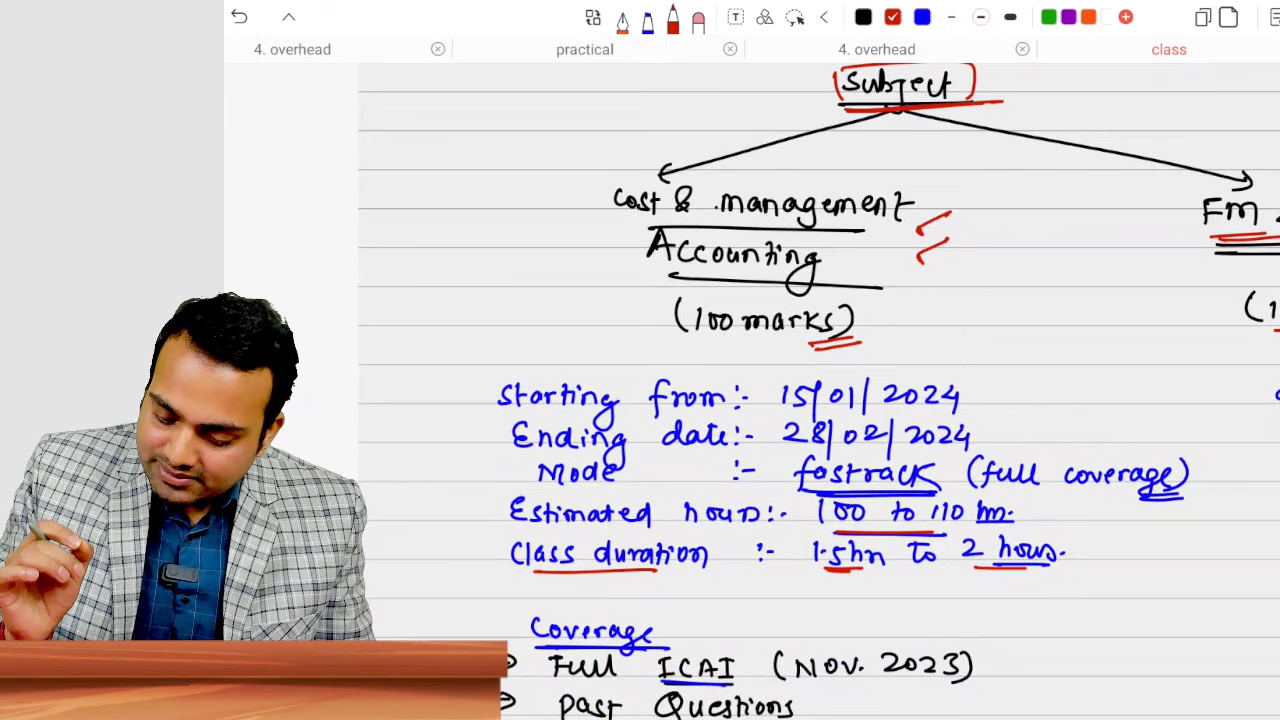 4. overhead
practical
4. overhead
class
Subject
Cost & management
Accounting
(100 marks)
FM
Starting from:- 15/01/2024
Ending date:- 28/02/2024
Mode :- fastrack (full coverage)
Estimated hours:- 100 to 110 hrs.
Class duration :- 1.5hr to 2 hours.
Coverage
Full ICAI (NOV. 2023)
Past Questions